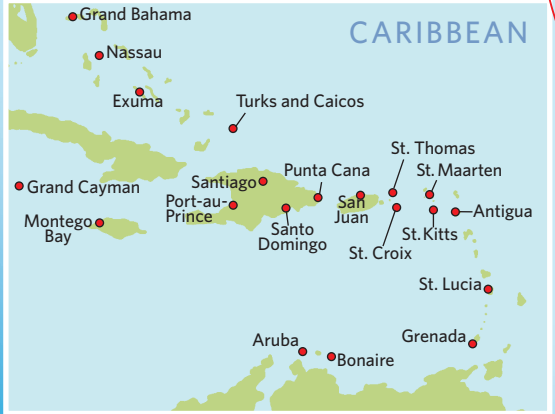 Grand Bahama
CARIBBEAN
Nassau
Exuma
Turks and Caicos
St. Thomas
Punta Cana
St. Maarten
Santiago
Grand Cayman
Port-au-
Prince
San
Juan
Antigua
Montego
Bay
Santo
Domingo
St. Kitts
St. Croix
St. Lucia
Aruba
Grenada
Bonaire